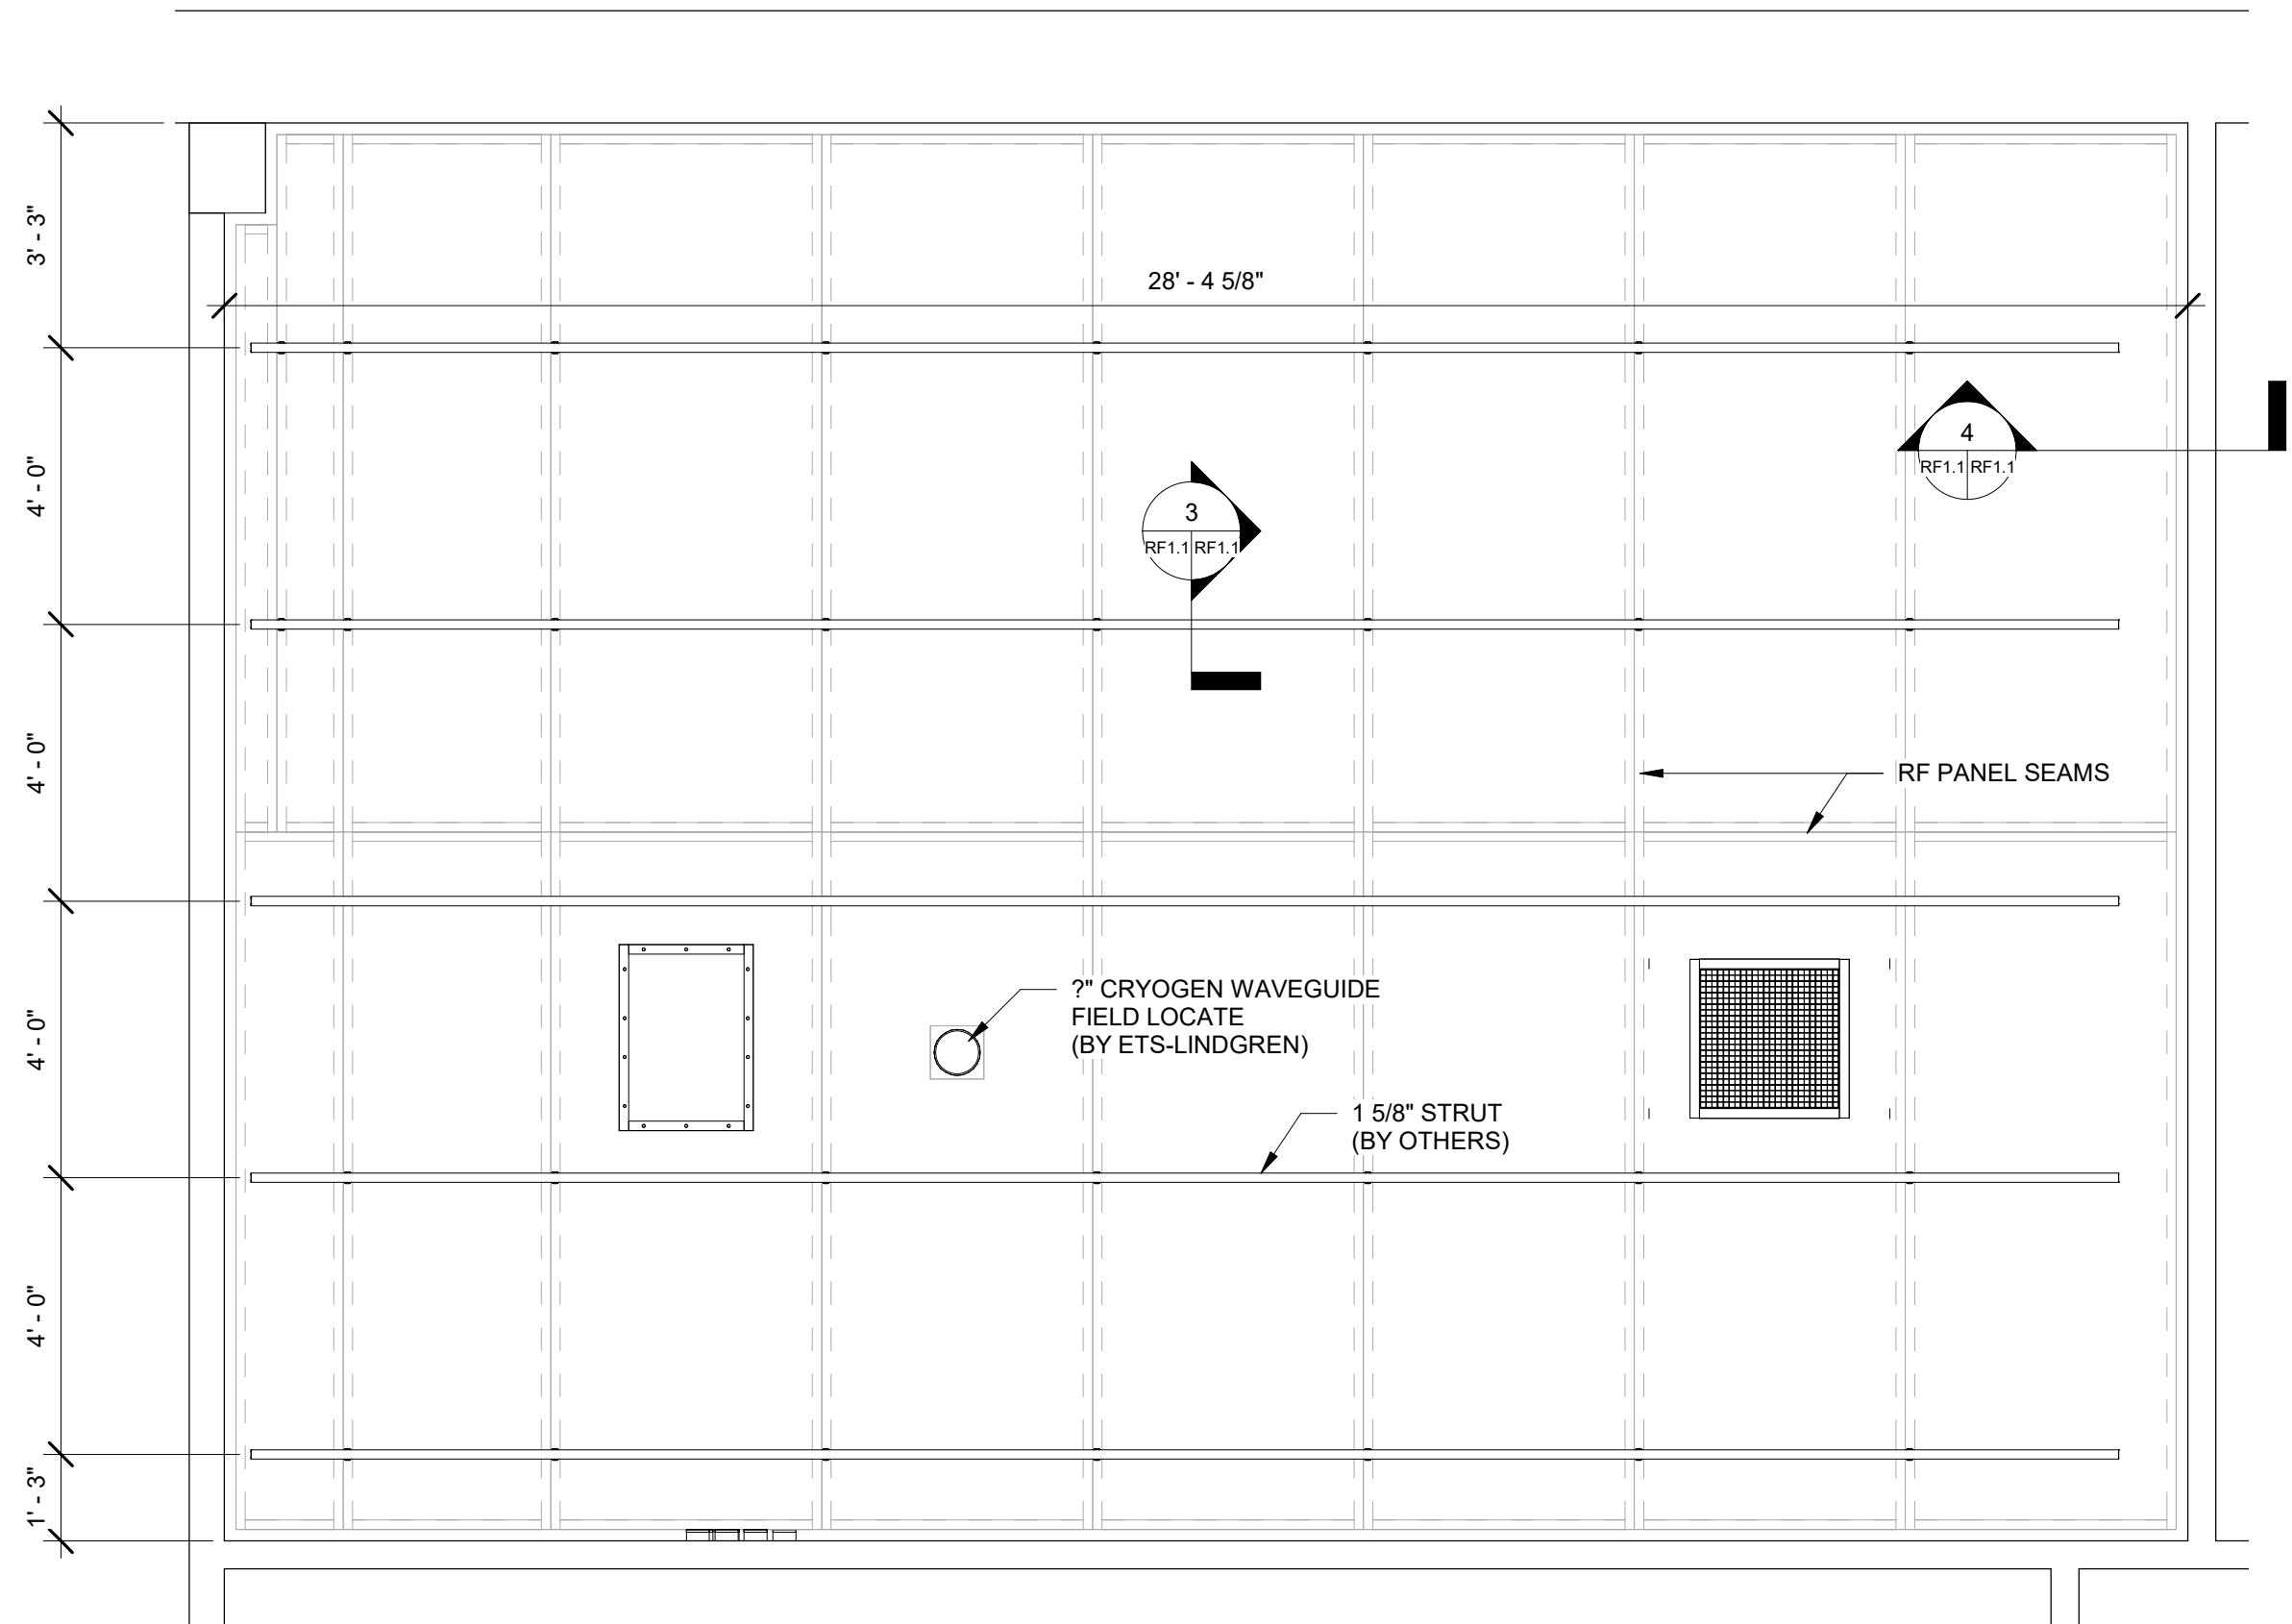 28' - 4 5/8"
3' - 3"
4' - 0"
4' - 0"
4' - 0"
4' - 0"
1' - 3"
4
RF1.1 RF1.1
3
RF1.1 RF1.1
RF PANEL SEAMS
?" CRYOGEN WAVEGUIDE
FIELD LOCATE
(BY ETS-LINDGREN)
1 5/8" STRUT
(BY OTHERS)